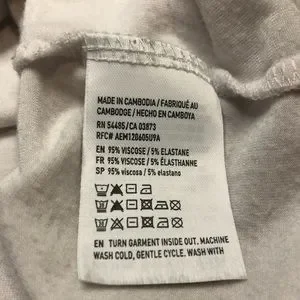 MADE IN CAMBODIA / FABRIQUÉ AU
CAMBODGE / HECHO EN CAMBOYA
RN 54485/CA 03873
RFC# AEM120605U9A
EN 95% VISCOSE / 5% ELASTANE
FR 95% VISCOSE / 5% ÉLASTHANNE
SP 95% viscosa / 5% elastano
EN TURN GARMENT INSIDE OUT, MACHINE
WASH COLD, GENTLE CYCLE, WASH WITH